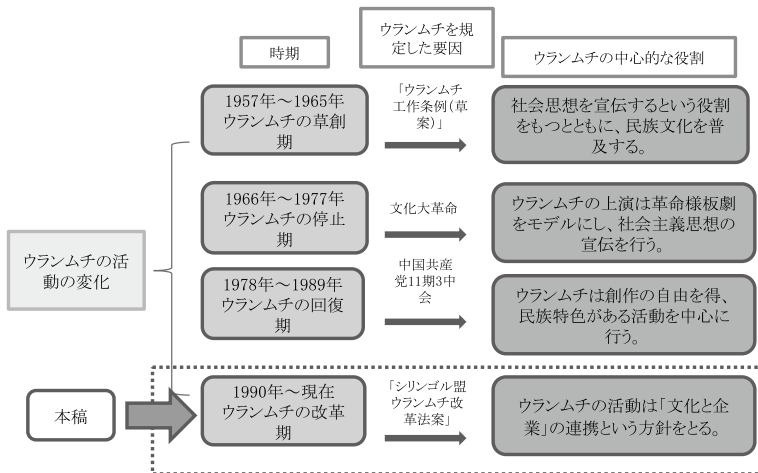 時期
ウランムチを規
定した要因
ウランムチの中心的な役割
1957年～1965年
ウランムチの草創
期
「ウランムチ
工作条例(草
案)」
社会思想を宣伝するという役割
をもつとともに、民族文化を普
及する。
ウランムチの活
動の変化
1966年～1977年
ウランムチの停止
期
文化大革命
ウランムチの上演は革命様板劇
をモデルにし、社会主義思想の
宣伝を行う。
1978年～1989年
ウランムチの回復
期
中国共産
党11期3中
会
ウランムチは創作の自由を得、
民族特色がある活動を中心に
行う。
本稿
1990年～現在
ウランムチの改革
期
「シリンゴル盟
ウランムチ改
革法案」
ウランムチの活動は「文化と企
業」の連携という方針をとる。